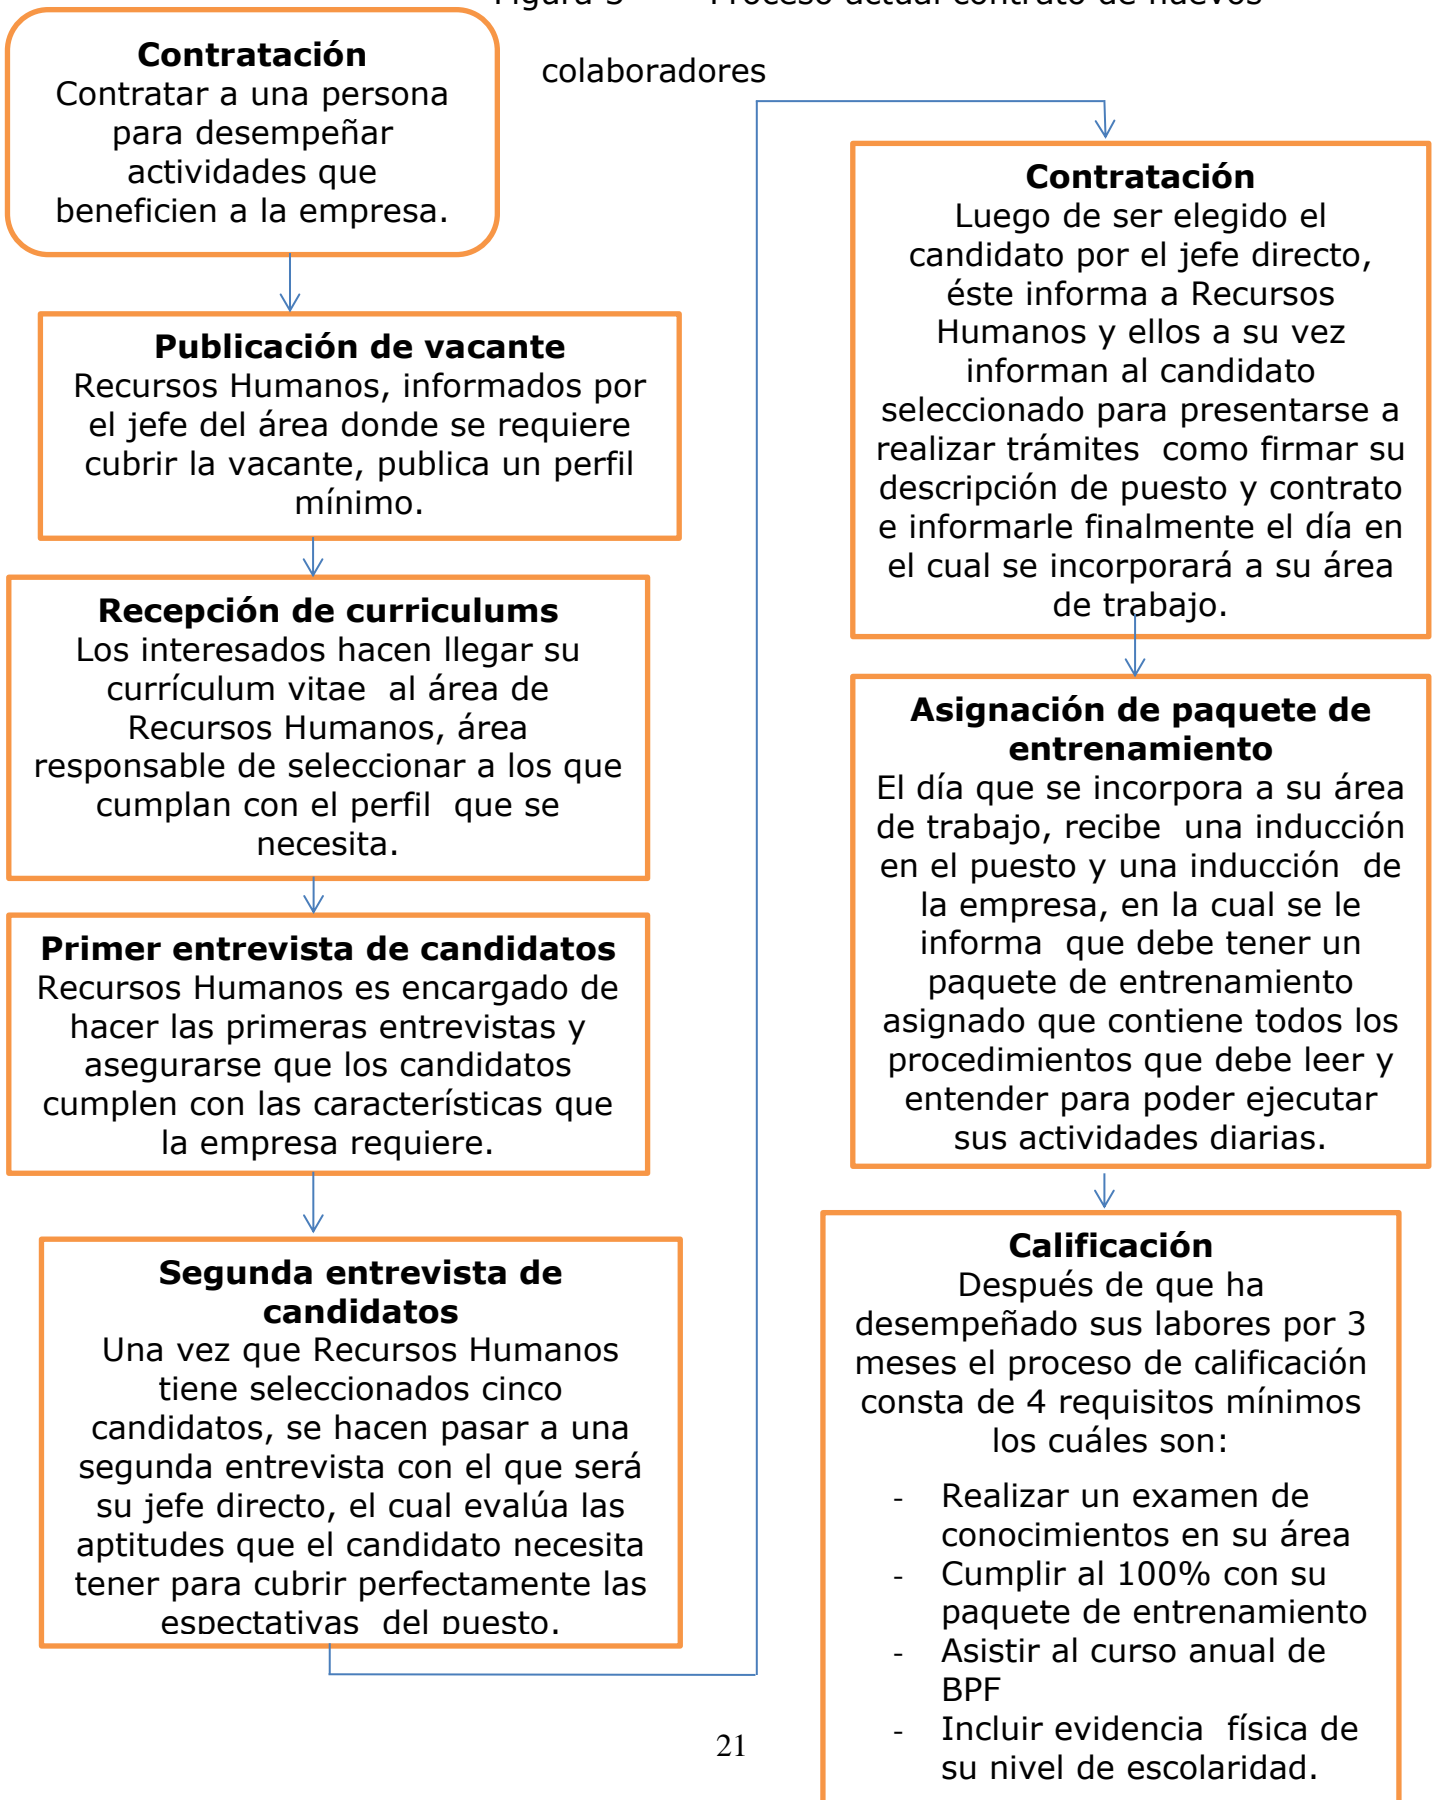 Figura 3 Proceso actual contrato de nuevos
colaboradores
Contratación
Contratar a una persona
para desempeñar
actividades que
beneficien a la empresa.
Publicación de vacante
Recursos Humanos, informados por
el jefe del área donde se requiere
cubrir la vacante, publica un perfil
mínimo.
Recepción de curriculums
Los interesados hacen llegar su
currículum vitae al área de
Recursos Humanos, área
responsable de seleccionar a los que
cumplan con el perfil que se
necesita.
Primer entrevista de candidatos
Recursos Humanos es encargado de
hacer las primeras entrevistas y
asegurarse que los candidatos
cumplen con las características que
la empresa requiere.
Segunda entrevista de
candidatos
Una vez que Recursos Humanos
tiene seleccionados cinco
candidatos, se hacen pasar a una
segunda entrevista con el que será
su jefe directo, el cual evalúa las
aptitudes que el candidato necesita
tener para cubrir perfectamente las
espectativas del puesto.
Contratación
Luego de ser elegido el
candidato por el jefe directo,
éste informa a Recursos
Humanos y ellos a su vez
informan al candidato
seleccionado para presentarse a
realizar trámites como firmar su
descripción de puesto y contrato
e informarle finalmente el día en
el cual se incorporará a su área
de trabajo.
Asignación de paquete de
entrenamiento
El día que se incorpora a su área
de trabajo, recibe una inducción
en el puesto y una inducción de
la empresa, en la cual se le
informa que debe tener un
paquete de entrenamiento
asignado que contiene todos los
procedimientos que debe leer y
entender para poder ejecutar
sus actividades diarias.
Calificación
Después de que ha
desempeñado sus labores por 3
meses el proceso de calificación
consta de 4 requisitos mínimos
los cuáles son:
- Realizar un examen de
conocimientos en su área
- Cumplir al 100% con su
paquete de entrenamiento
- Asistir al curso anual de
BPF
- Incluir evidencia física de
su nivel de escolaridad.
21